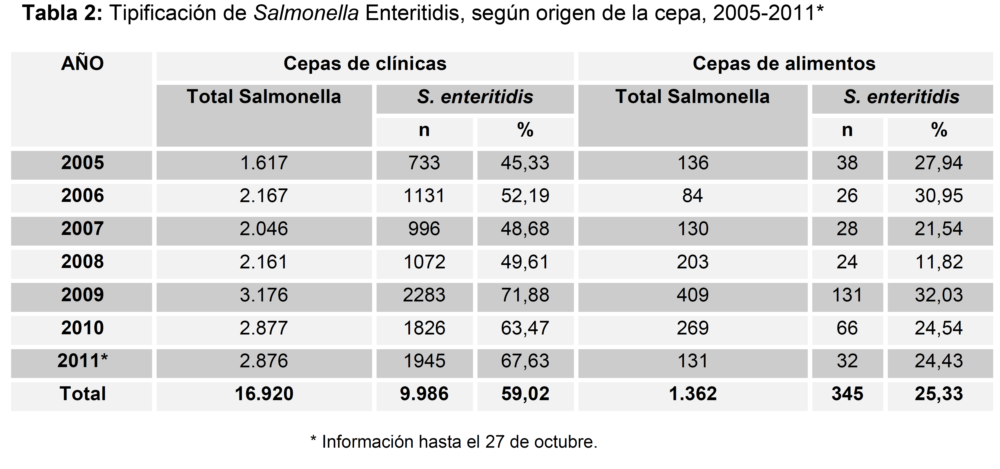 Tabla 2: Tipificación de Salmonella Enteritidis, según origen de la cepa, 2005-2011*
AÑO Cepas de clínicas Cepas de alimentos
Total Salmonella S. enteritidis Total Salmonella S. enteritidis
n % n %
2005 1.617 733 45,33 136 38 27,94
2006 2.167 1131 52,19 84 26 30,95
2007 2.046 996 48,68 130 28 21,54
2008 2.161 1072 49,61 203 24 11,82
2009 3.176 2283 71,88 409 131 32,03
2010 2.877 1826 63,47 269 66 24,54
2011* 2.876 1945 67,63 131 32 24,43
Total 16.920 9.986 59,02 1.362 345 25,33
* Información hasta el 27 de octubre.